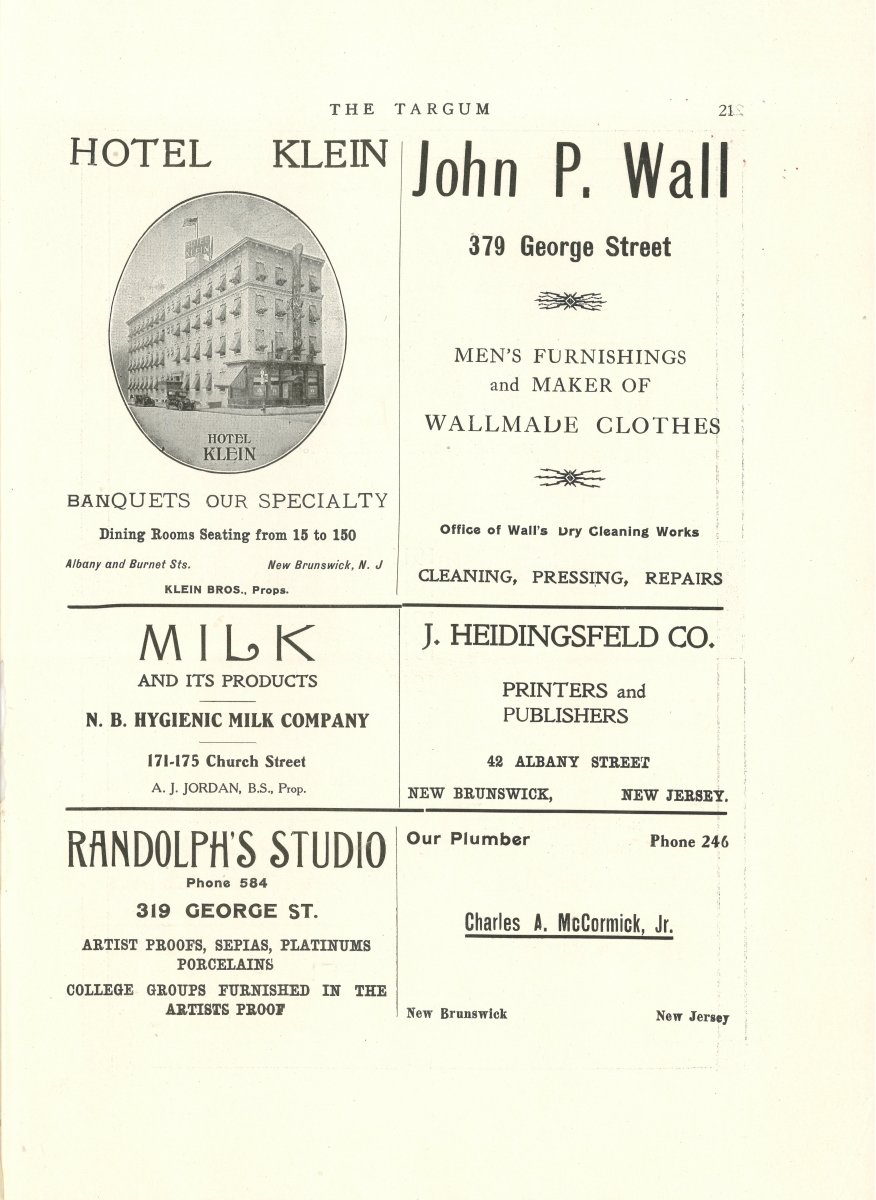 THE TARGUM 21
HOTEL KLEIN
HOTEL
KLEIN
BANQUETS OUR SPECIALTY
Dining Rooms Seating from 15 to 150
Albany and Burnet Sts. New Brunswick, N. J
KLEIN BROS., Props.
John P. Wall
379 George Street
MEN'S FURNISHINGS
and MAKER OF
WALLMADE CLOTHES
Office of Wall's Dry Cleaning Works
CLEANING, PRESSING, REPAIRS
MILK
AND ITS PRODUCTS
N. B. HYGIENIC MILK COMPANY
171-175 Church Street
A. J. JORDAN, B.S., Prop.
J. HEIDINGSFELD CO.
PRINTERS and
PUBLISHERS
42 ALBANY STREET
NEW BRUNSWICK, NEW JERSEY.
RANDOLPH'S STUDIO
Phone 584
319 GEORGE ST.
ARTIST PROOFS, SEPIAS, PLATINUMS
PORCELAINS
COLLEGE GROUPS FURNISHED IN THE
ARTISTS PROOF
Our Plumber Phone 246
Charles A. McCormick, Jr.
New Brunswick New Jersey